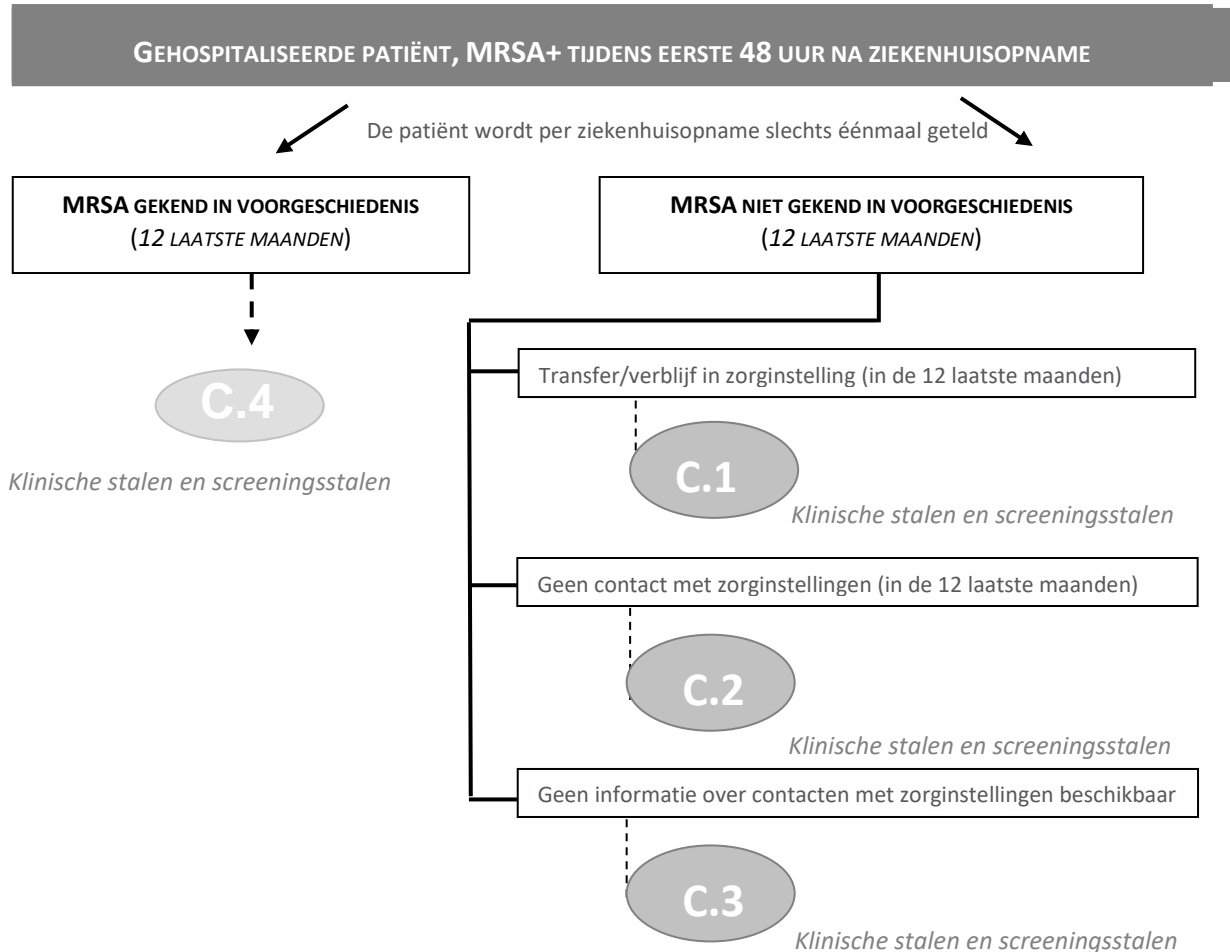 GEHOSPITALISEERDE PATIËNT, MRSA+ TIJDENS EERSTE 48 UUR NA ZIEKENHUISOPNAME
De patiënt wordt per ziekenhuisopname slechts éénmaal geteld
MRSA GEKEND IN VOORGESCHIEDENIS
(12 LAATSTE MAANDEN)
MRSA NIET GEKEND IN VOORGESCHIEDENIS
(12 LAATSTE MAANDEN)
C.4
Klinische stalen en screeningsstalen
Transfer/verblijf in zorginstelling (in de 12 laatste maanden)
C.1
Klinische stalen en screeningsstalen
Geen contact met zorginstellingen (in de 12 laatste maanden)
C.2
Klinische stalen en screeningsstalen
Geen informatie over contacten met zorginstellingen beschikbaar
C.3
Klinische stalen en screeningsstalen